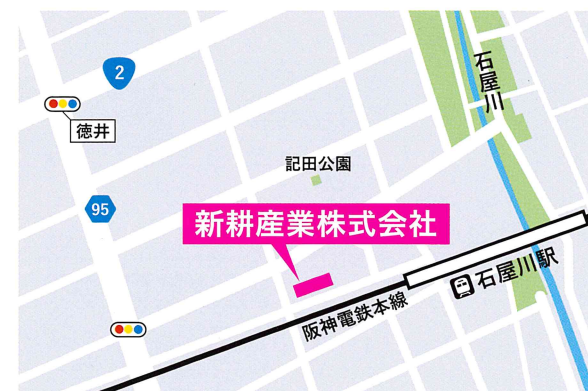 2
石屋川
徳井
記田公園
95
新耕産業株式会社
石屋川駅
阪神電鉄本線